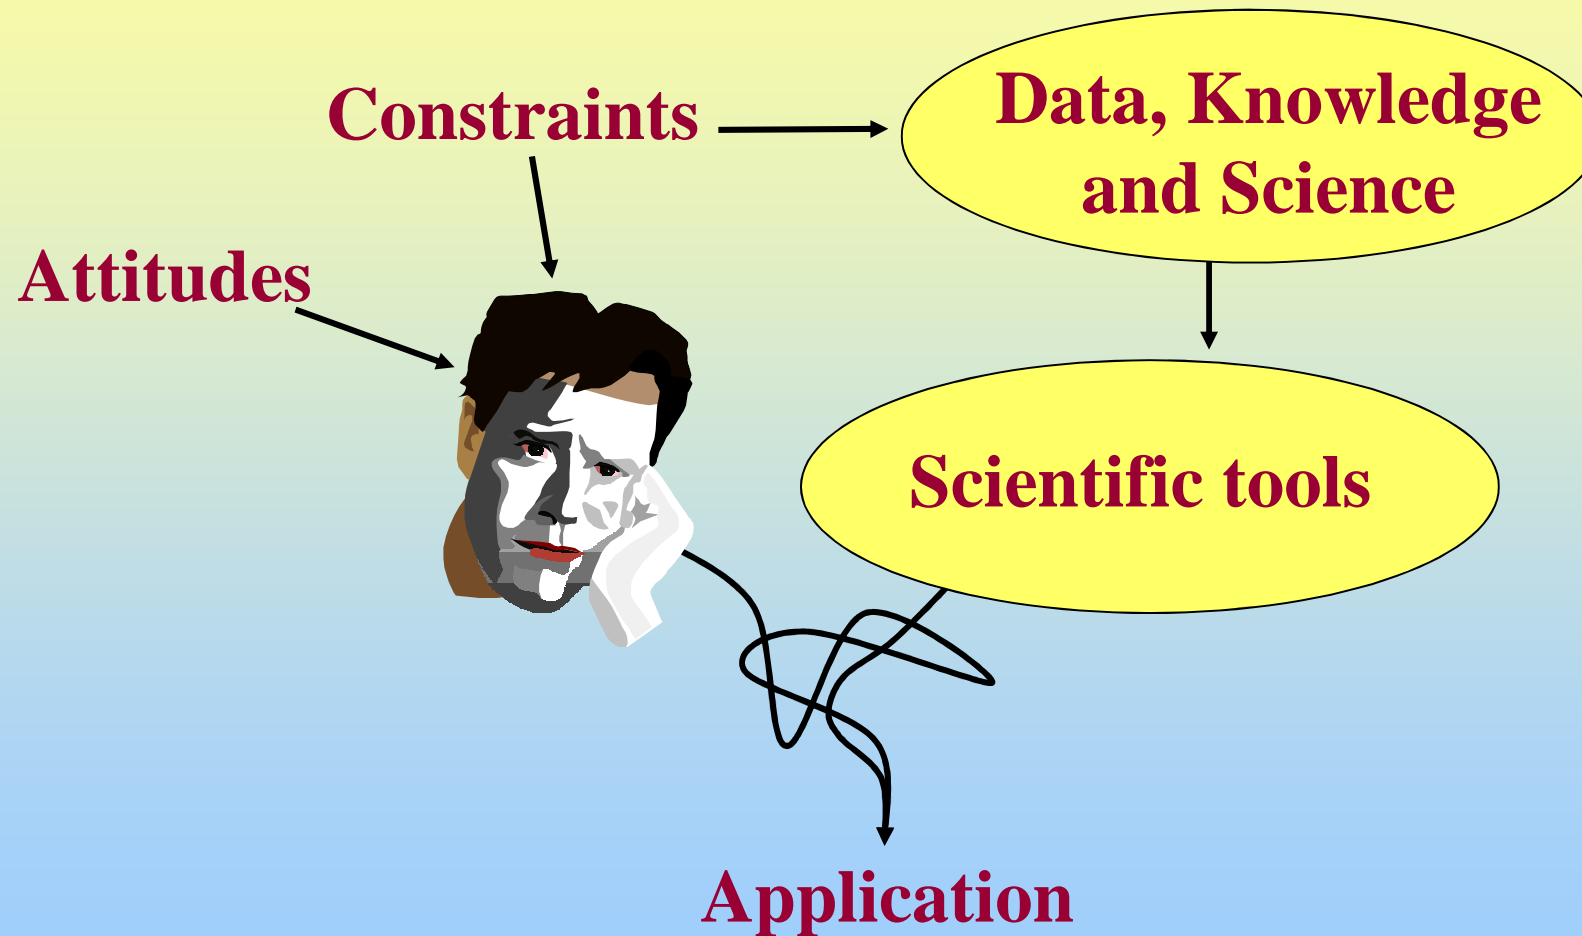 Constraints
Data, Knowledge
and Science
Attitudes
Scientific tools
Application